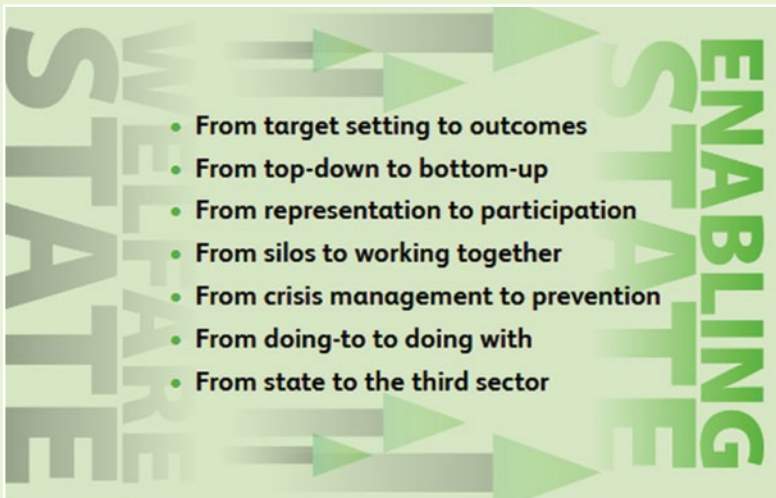 WELFARE
STATE
• From target setting to outcomes
• From top-down to bottom-up
• From representation to participation
• From silos to working together
• From crisis management to prevention
• From doing-to to doing with
• From state to the third sector
ENABLING
STATE